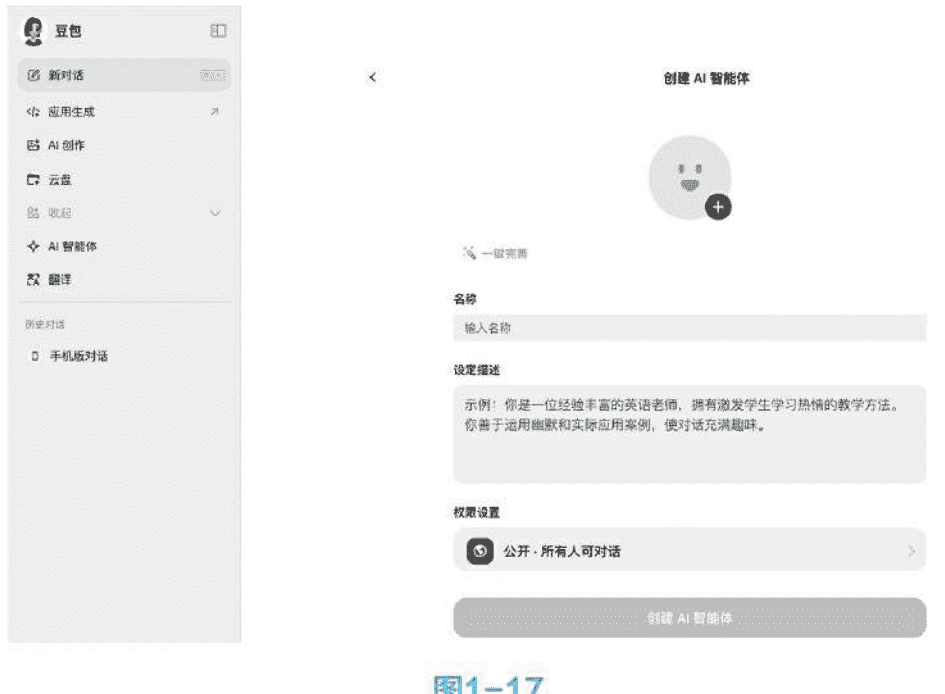 豆包
新对话
应用生成
AI 创作
云盘
收起
AI 智能体
翻译
历史对话
手机版对话
创建 AI 智能体
一键完善
名称
输入名称
设定描述
示例：你是一位经验丰富的英语老师，拥有激发学生学习热情的教学方法。
你善于运用幽默和实际应用案例，使对话充满趣味。
权限设置
公开 · 所有人可对话
创建 AI 智能体
图1-17